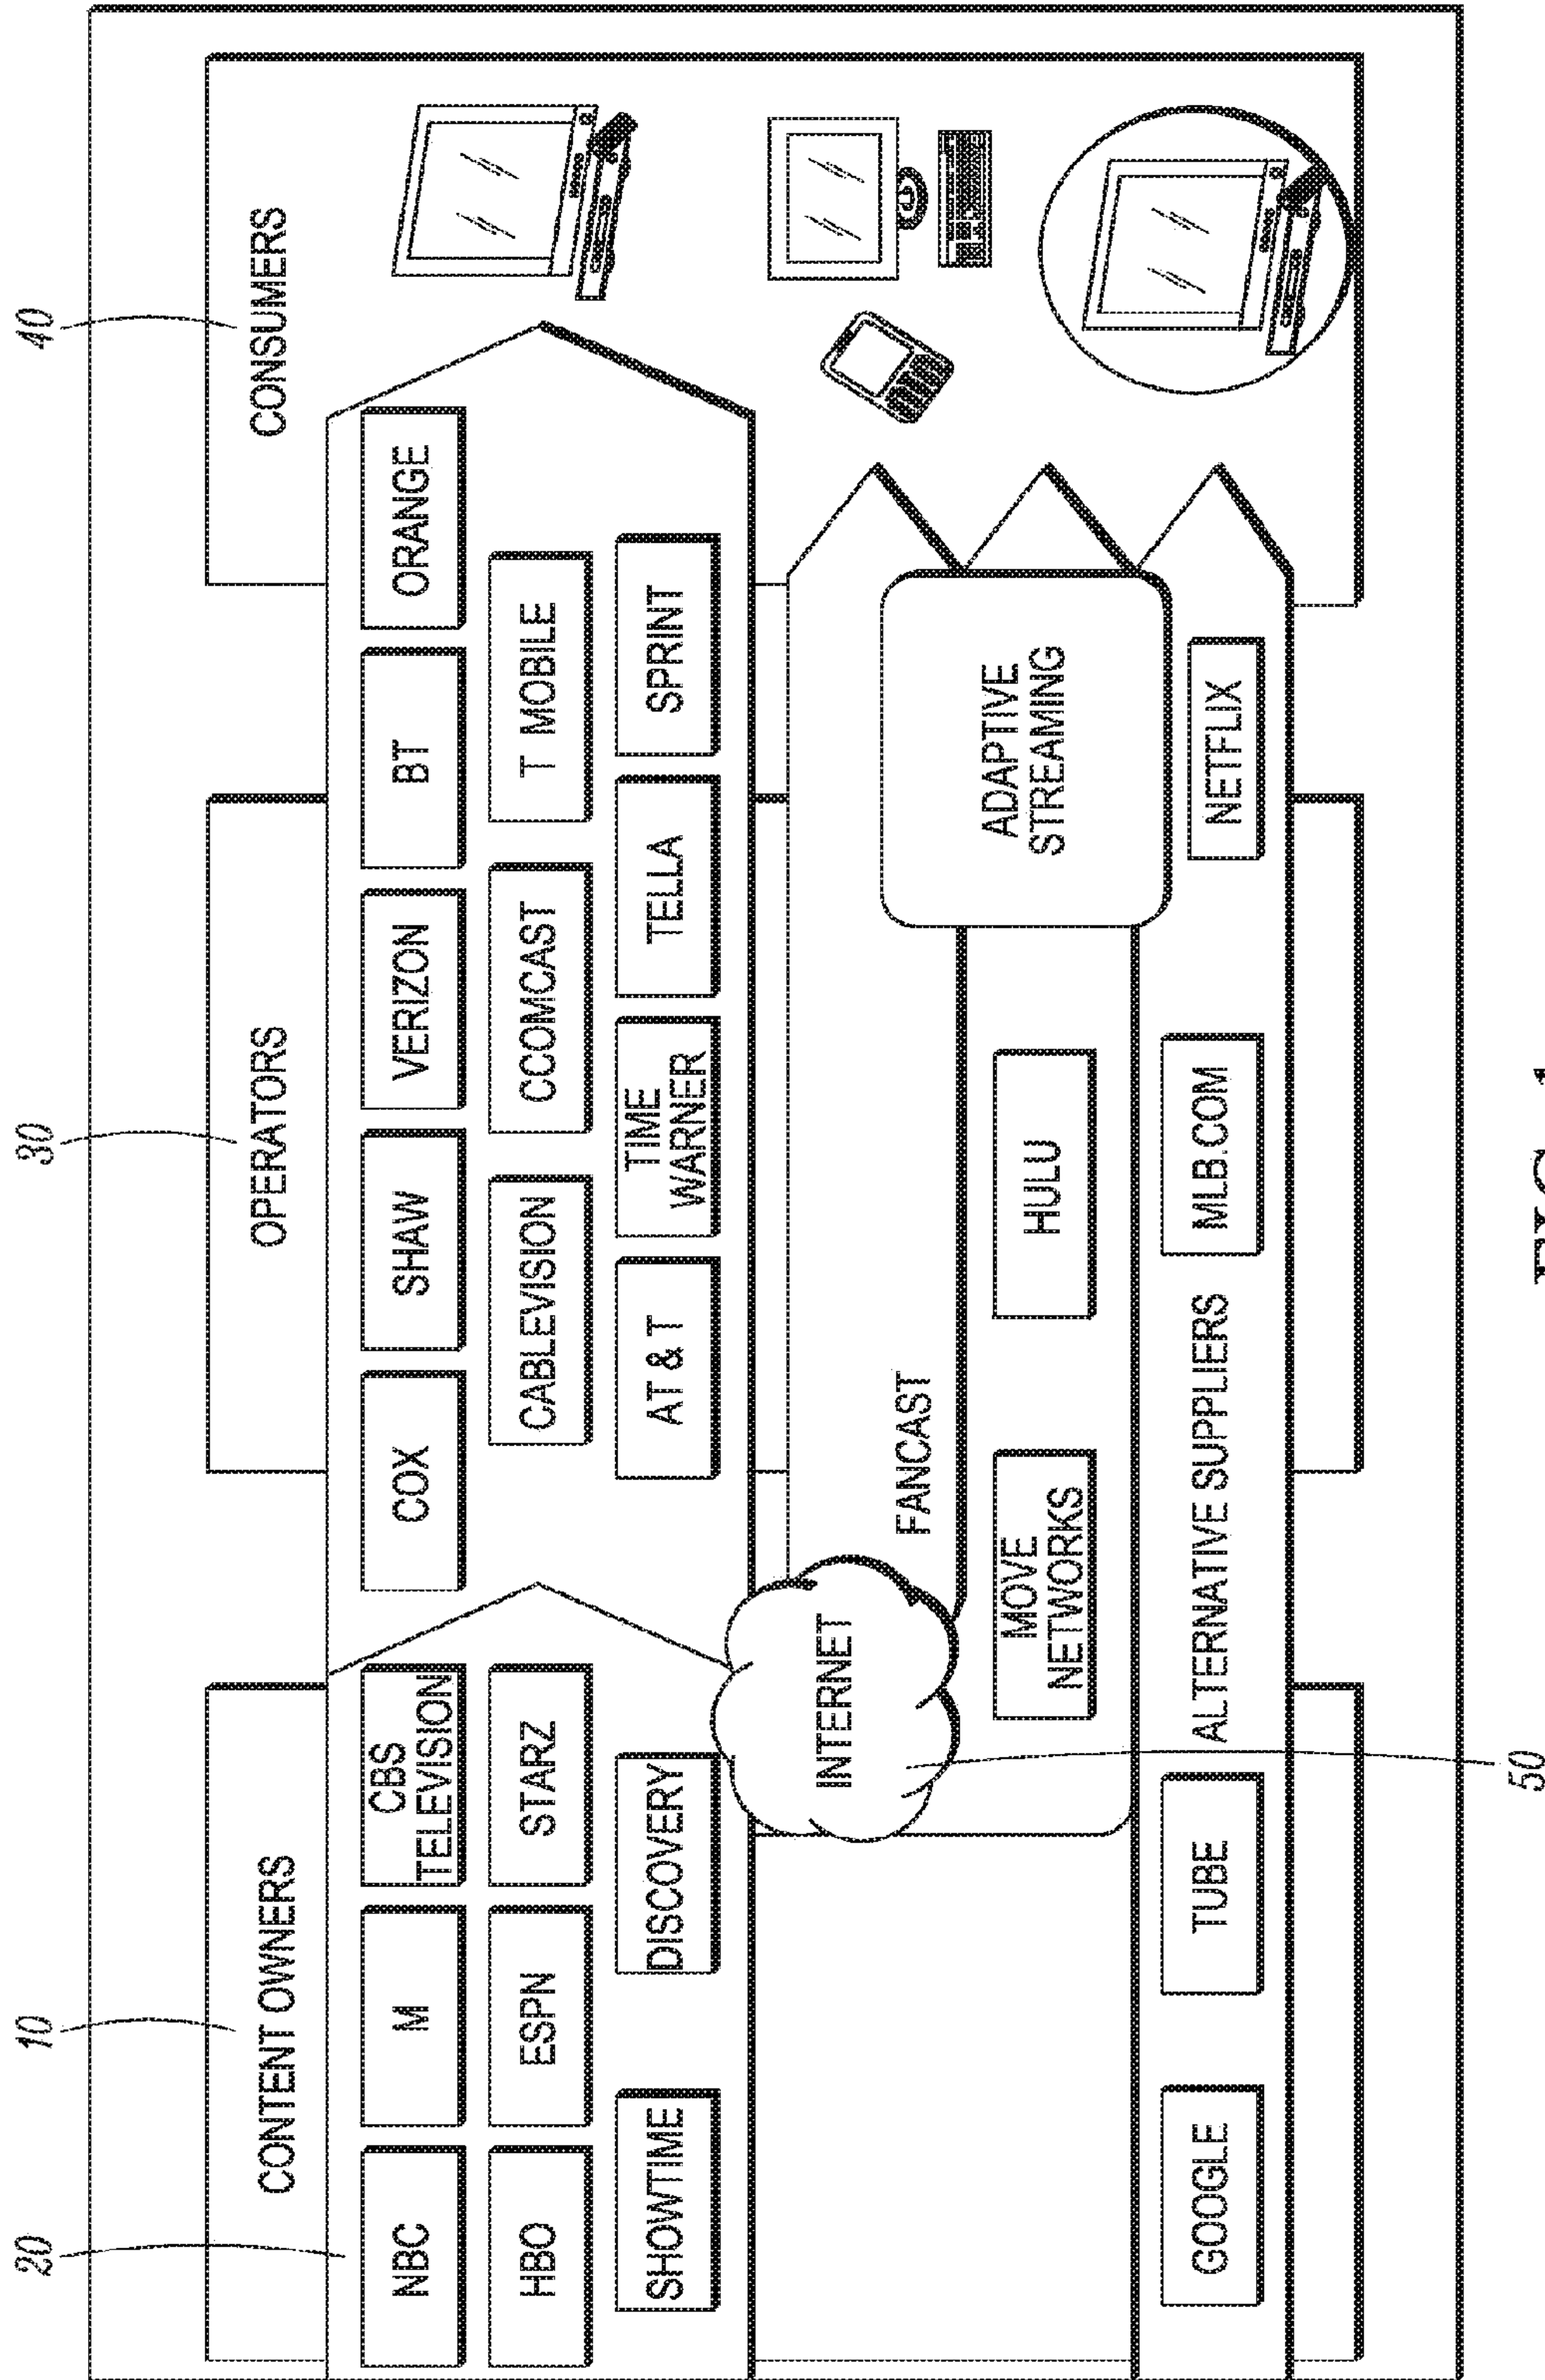 10
20
30
40
CONTENT OWNERS
OPERATORS
CONSUMERS
NBC
M
CBS
TELEVISION
HBO
ESPN
STARZ
SHOWTIME
DISCOVERY
COX
SHAW
VERIZON
BT
ORANGE
CABLEVISION
CCOMCAST
T MOBILE
AT & T
TIME
WARNER
TELLA
SPRINT
INTERNET
FANCAST
MOVE
NETWORKS
HULU
ADAPTIVE
STREAMING
GOOGLE
TUBE
ALTERNATIVE SUPPLIERS
MLB.COM
NETFLIX
50